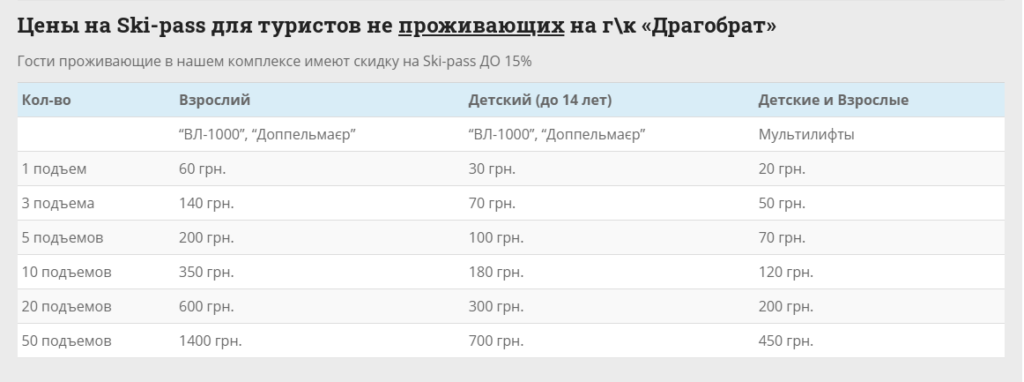 Цены на Ski-pass для туристов не проживающих на г\к «Драгобрат»
Гости проживающие в нашем комплексе имеют скидку на Ski-pass ДО 15%
Кол-во Взрослий Детский (до 14 лет) Детские и Взрослые
“ВЛ-1000”, “Доппельмаєр” “ВЛ-1000”, “Доппельмаєр” Мультилифты
1 подъем 60 грн. 30 грн. 20 грн.
3 подъема 140 грн. 70 грн. 50 грн.
5 подъемов 200 грн. 100 грн. 70 грн.
10 подъемов 350 грн. 180 грн. 120 грн.
20 подъемов 600 грн. 300 грн. 200 грн.
50 подъемов 1400 грн. 700 грн. 450 грн.